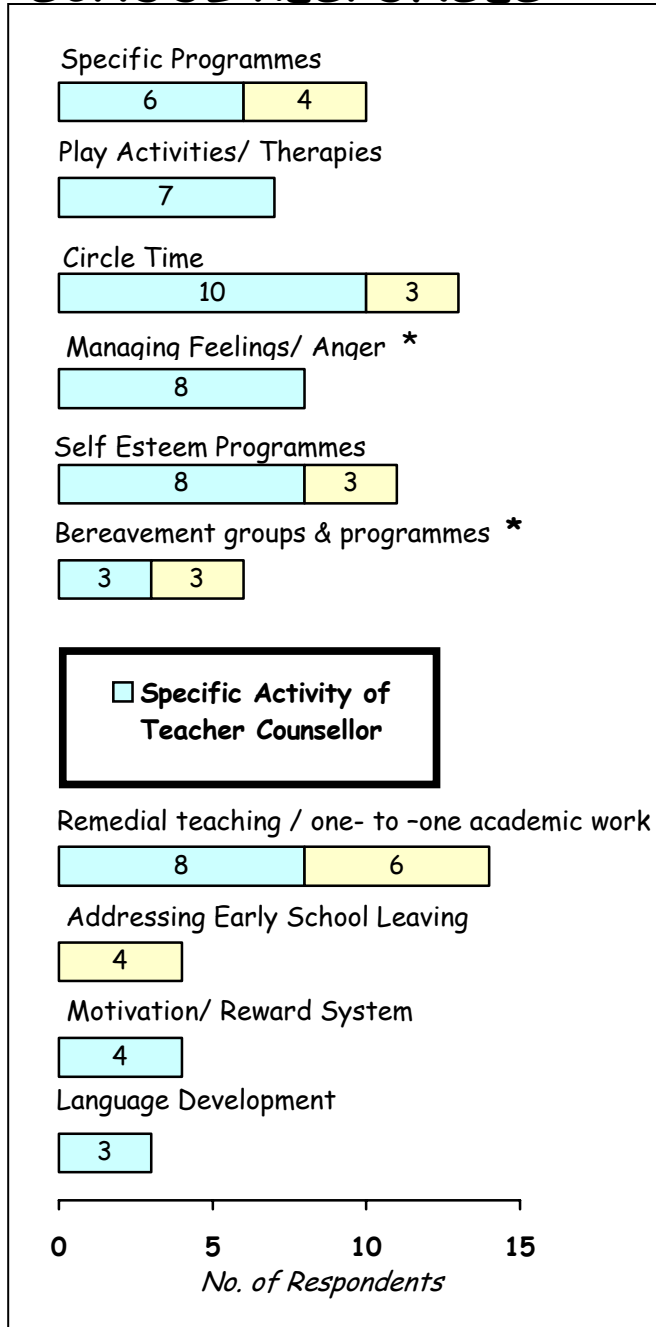 Specific Programmes
6 4
Play Activities/ Therapies
7
Circle Time
10 3
Managing Feelings/ Anger *
8
Self Esteem Programmes
8 3
Bereavement groups & programmes *
3 3
Specific Activity of
Teacher Counsellor
Remedial teaching / one- to –one academic work
8 6
Addressing Early School Leaving
4
Motivation/ Reward System
4
Language Development
3
0 5 10 15
No. of Respondents